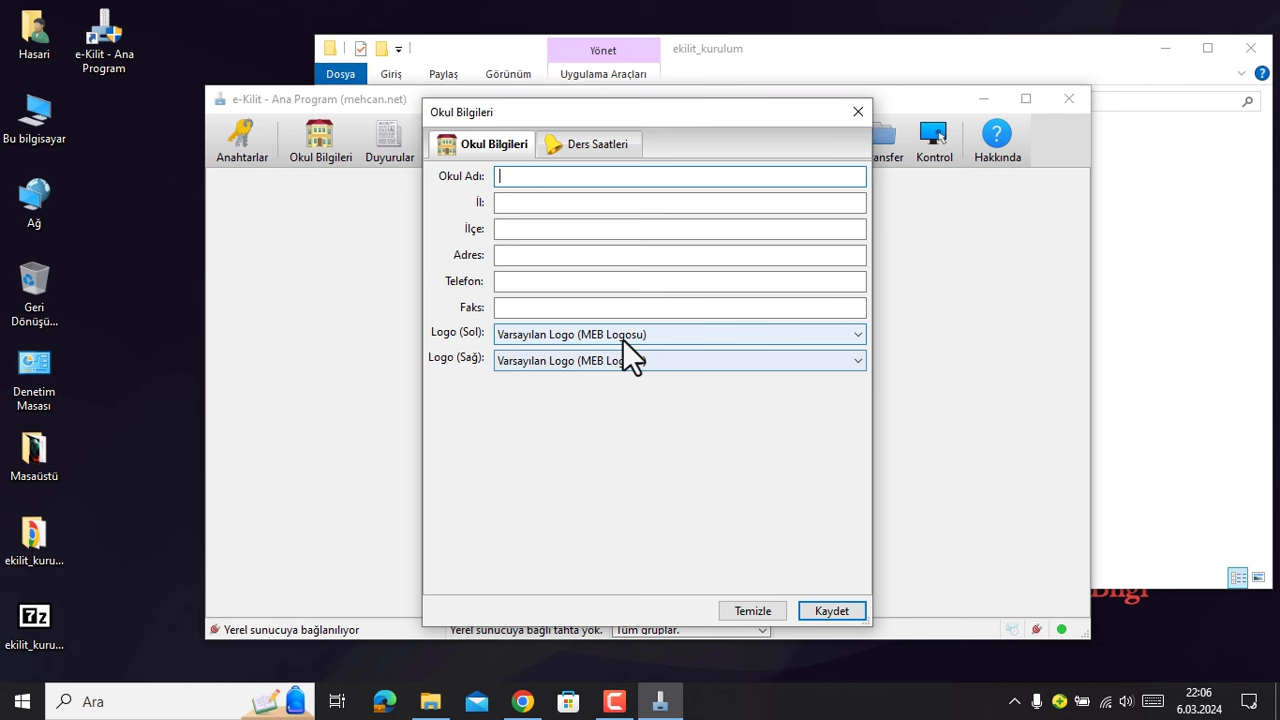 Hasari
e-Kilit - Ana
Program
Bu bilgisayar
Ağ
Geri
Dönüşü...
Denetim
Masası
Masaüstü
ekilit_kuru...
7z
ekilit_kuru...
Yönet
ekilit_kurulum
Dosya
Giriş
Paylaş
Görünüm
Uygulama Araçları
e-Kilit - Ana Program (mehcan.net)
Anahtarlar
Okul Bilgileri
Duyurular
ansfer
Kontrol
Hakkında
Okul Bilgileri
Okul Bilgileri
Ders Saatleri
Okul Adı:
İl:
İlçe:
Adres:
Telefon:
Faks:
Logo (Sol): Varsayılan Logo (MEB Logosu)
Logo (Sağ): Varsayılan Logo (MEB Log
Temizle
Kaydet
Bilgi
Yerel sunucuya bağlanılıyor
Yerel sunucuya bağlı tahta yok.
Tüm gruplar.
Ara
22:06
6.03.2024